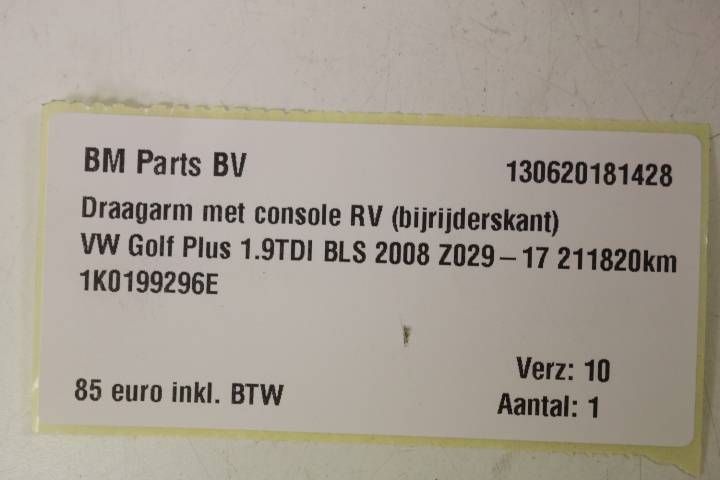 BM Parts BV 130620181428
Draagarm met console RV (bijrijderskant)
VW Golf Plus 1.9TDI BLS 2008 Z029 – 17 211820km
1K0199296E
Verz: 10
85 euro inkl. BTW Aantal: 1